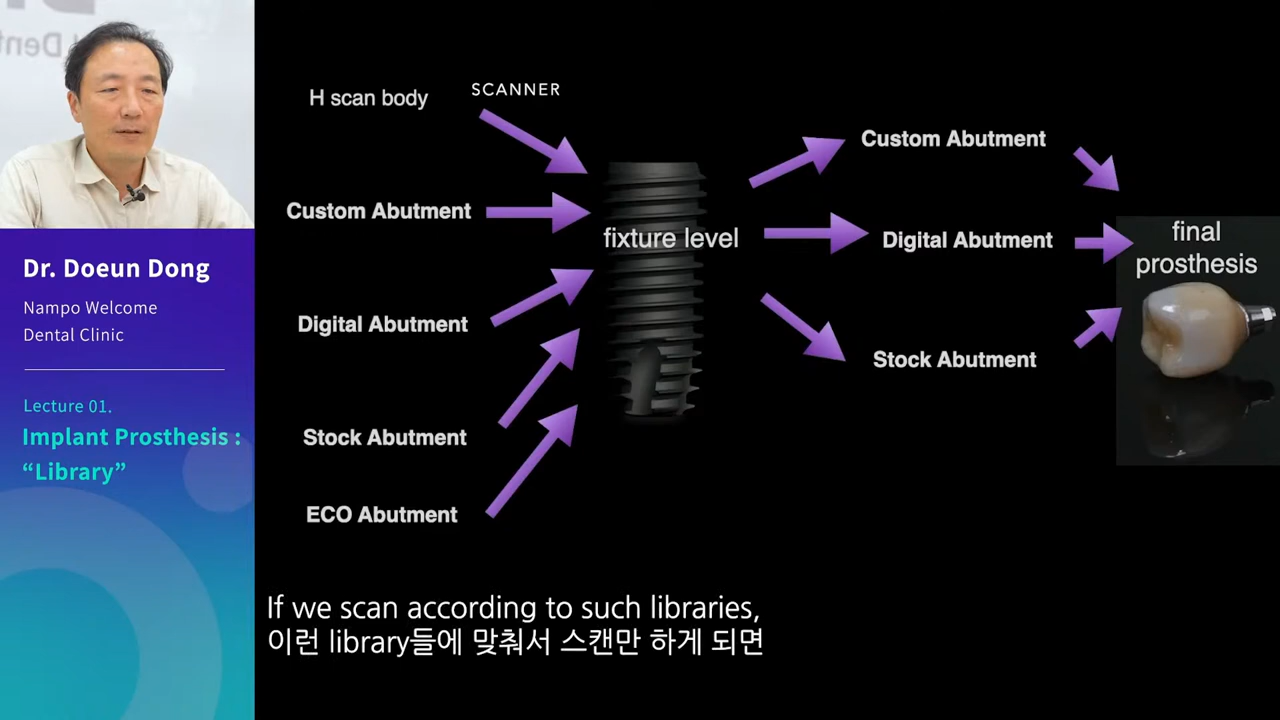 Dr. Doeun Dong
Nampo Welcome
Dental Clinic
Lecture 01.
Implant Prosthesis :
“Library”
H scan body
SCANNER
Custom Abutment
Digital Abutment
Stock Abutment
ECO Abutment
fixture level
Custom Abutment
Digital Abutment
Stock Abutment
final
prosthesis
If we scan according to such libraries,
이런 library들에 맞춰서 스캔만 하게 되면